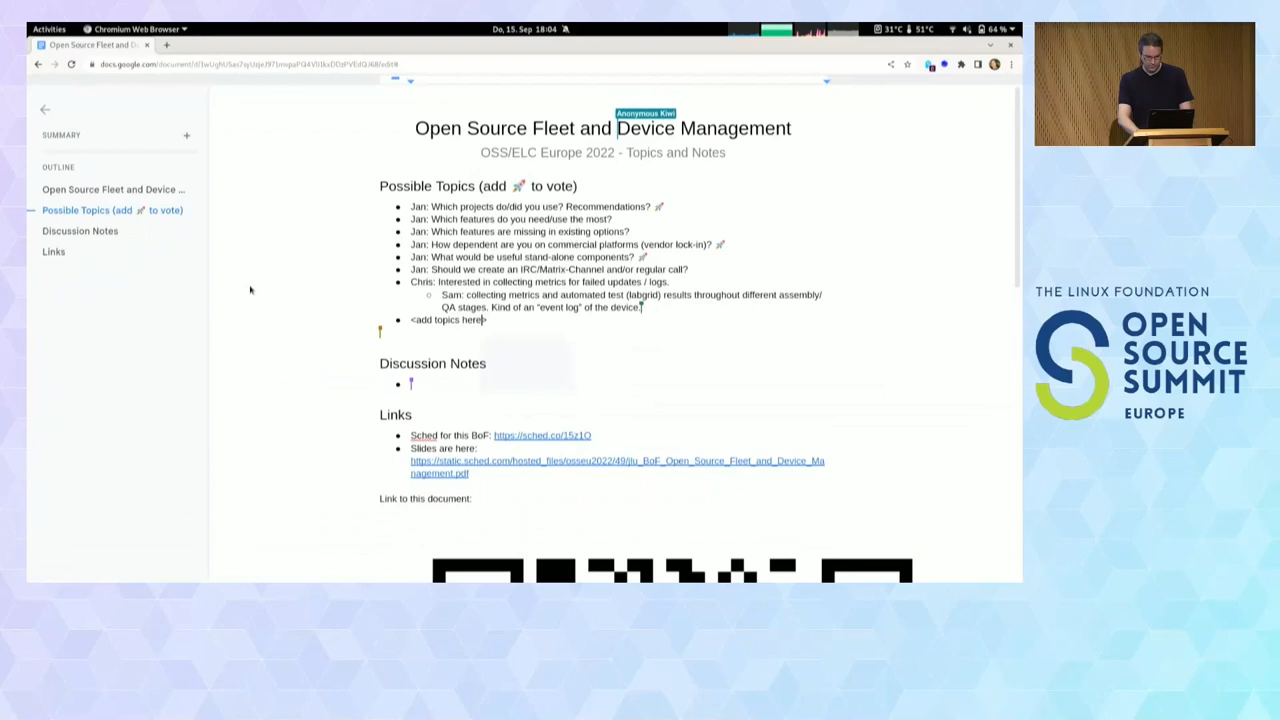 Activities Chromium Web Browser Do, 15. Sep 18:04 31°C 51°C 64 %
Open Source Fleet and D
Anonymous Kiwi
Open Source Fleet and Device Management
OSS/ELC Europe 2022 - Topics and Notes
SUMMARY
OUTLINE
Open Source Fleet and Device ...
Possible Topics (add 🚀 to vote)
Discussion Notes
Links
Possible Topics (add 🚀 to vote)
● Jan: Which projects do/did you use? Recommendations? 🚀
● Jan: Which features do you need/use the most?
● Jan: Which features are missing in existing options?
● Jan: How dependent are you on commercial platforms (vendor lock-in)? 🚀
● Jan: What would be useful stand-alone components? 🚀
● Jan: Should we create an IRC/Matrix-Channel and/or regular call?
● Chris: Interested in collecting metrics for failed updates / logs.
○ Sam: collecting metrics and automated test (labgrid) results throughout different assembly/
QA stages. Kind of an "event log" of the device.
● <add topics here>
Discussion Notes
Links
● Sched for this BoF: https://sched.co/15z1O
● Slides are here:
https://static.sched.com/hosted_files/osseu2022/49/jlu_BoF_Open_Source_Fleet_and_Device_Ma
nagement.pdf
Link to this document:
THE LINUX FOUNDATION
OPEN
SOURCE
SUMMIT
EUROPE